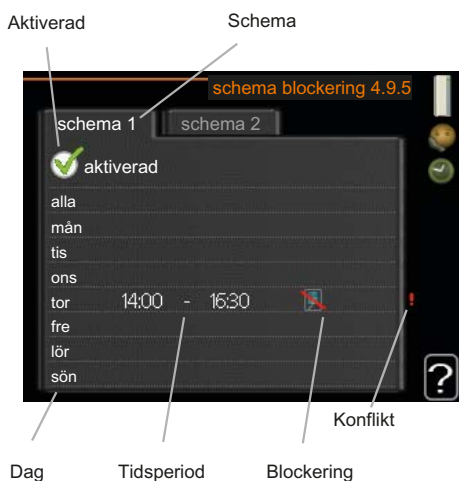 Aktiverad
Schema
schema blockering 4.9.5
schema 1
schema 2
aktiverad
alla
mån
tis
ons
tor 14:00 - 16:30 !
fre
lör
sön
?
Konflikt
Dag
Tidsperiod
Blockering